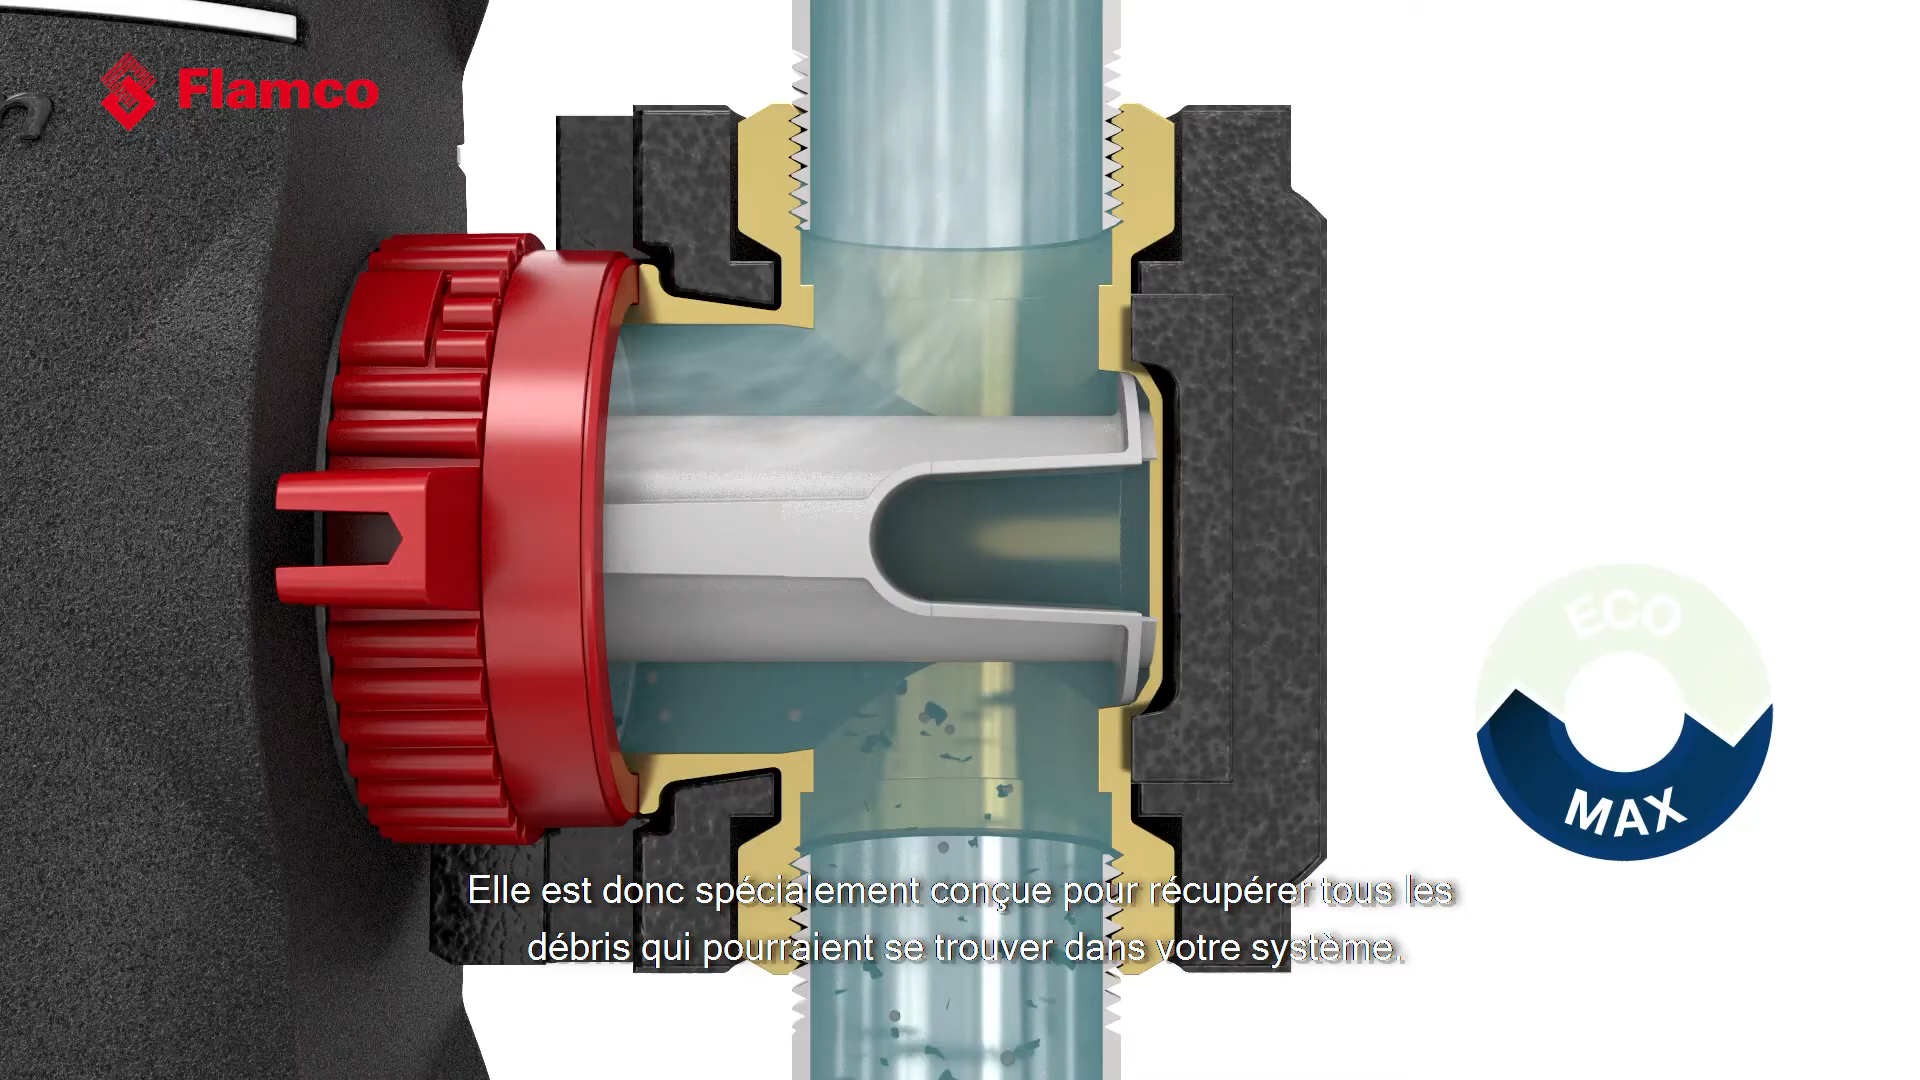 Flamco
ECO
MAX
Elle est donc spécialement conçue pour récupérer tous les
débris qui pourraient se trouver dans votre système.